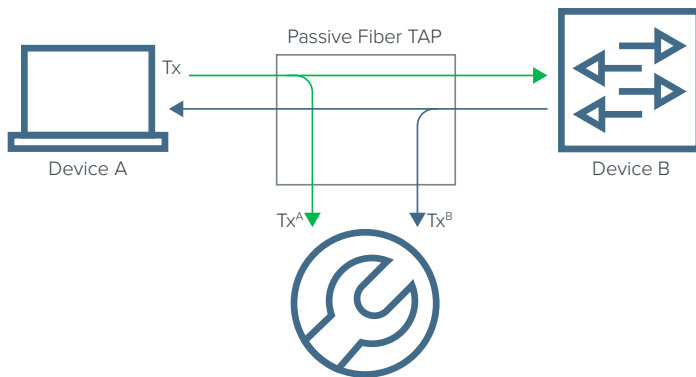 Passive Fiber TAP
Tx
Device A
Device B
Txᴬ
Txᴮ